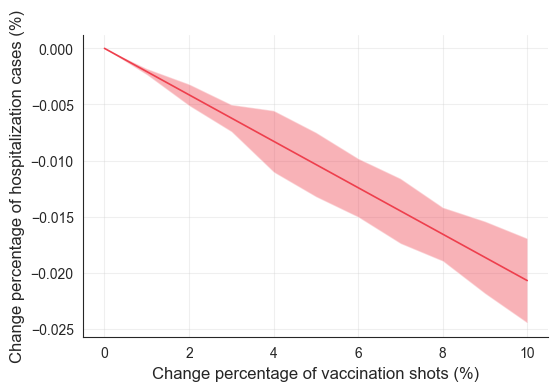 Change percentage of hospitalization cases (%)
0.000
−0.005
−0.010
−0.015
−0.020
−0.025
0 2 4 6 8 10
Change percentage of vaccination shots (%)